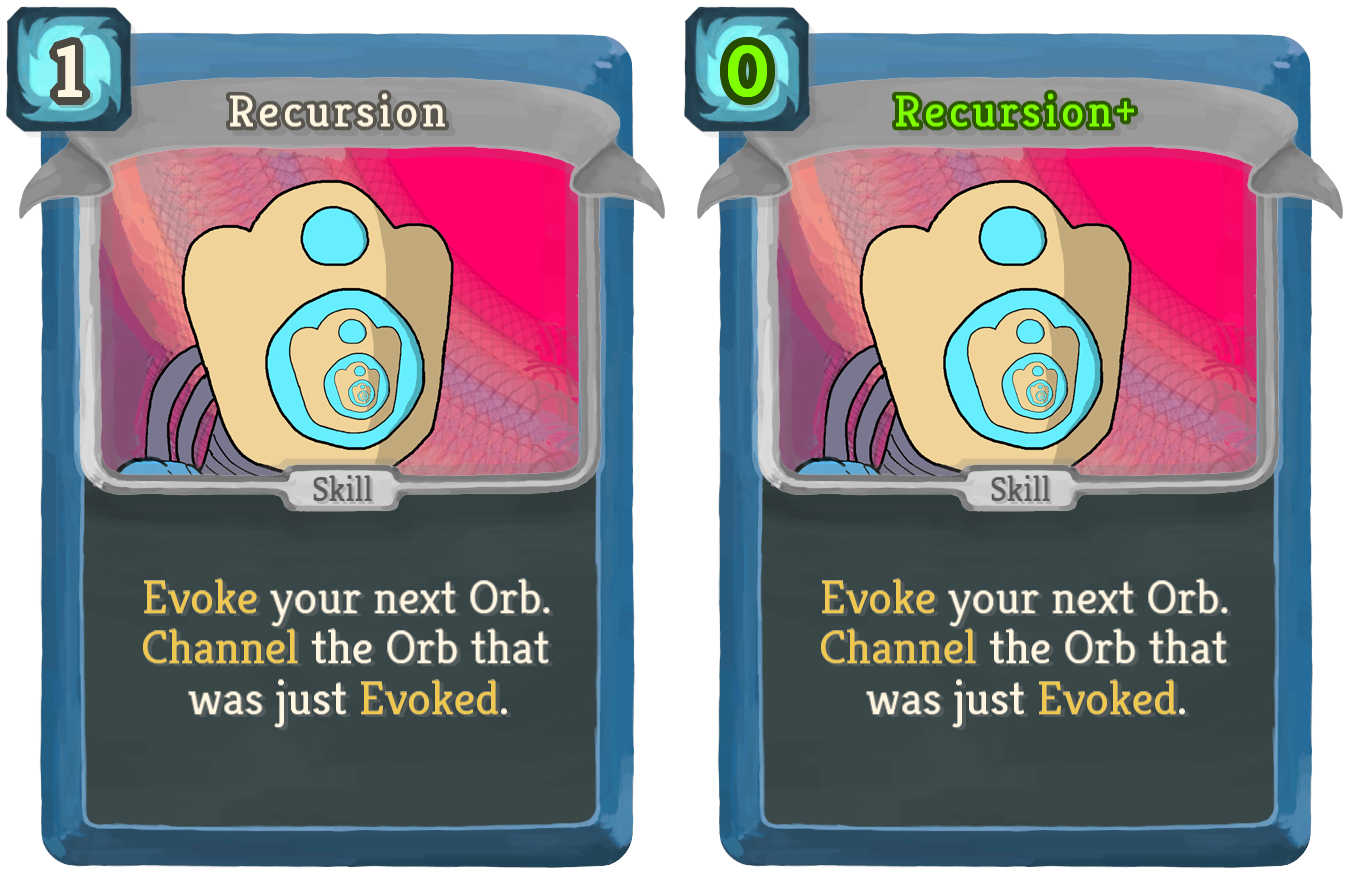 1
Recursion
Skill
Evoke your next Orb.
Channel the Orb that
was just Evoked.
0
Recursion+
Skill
Evoke your next Orb.
Channel the Orb that
was just Evoked.